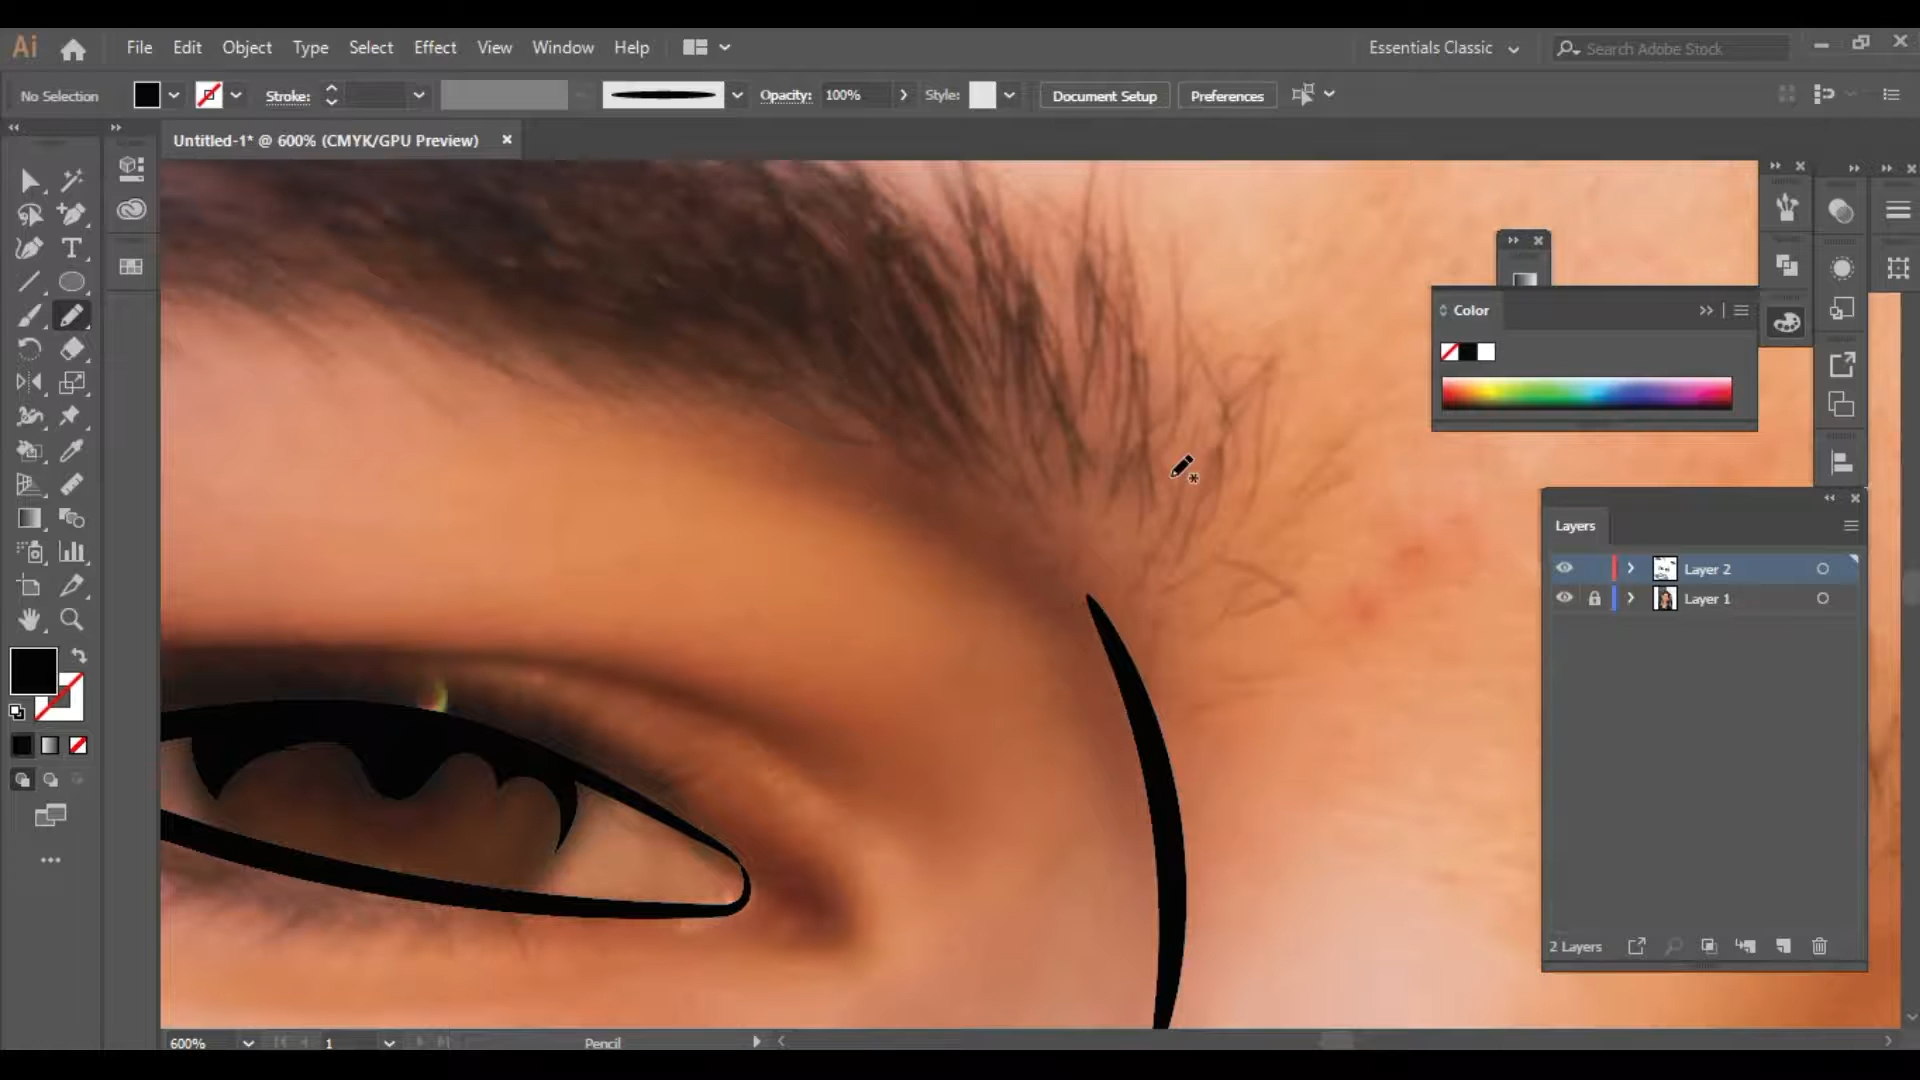 Ai File Edit Object Type Select Effect View Window Help Essentials Classic Search Adobe Stock
No Selection Stroke: Opacity: 100% Style: Document Setup Preferences
Untitled-1* @ 600% (CMYK/GPU Preview)
Color
Layers
Layer 2
Layer 1
2 Layers
600% 1 Pencil